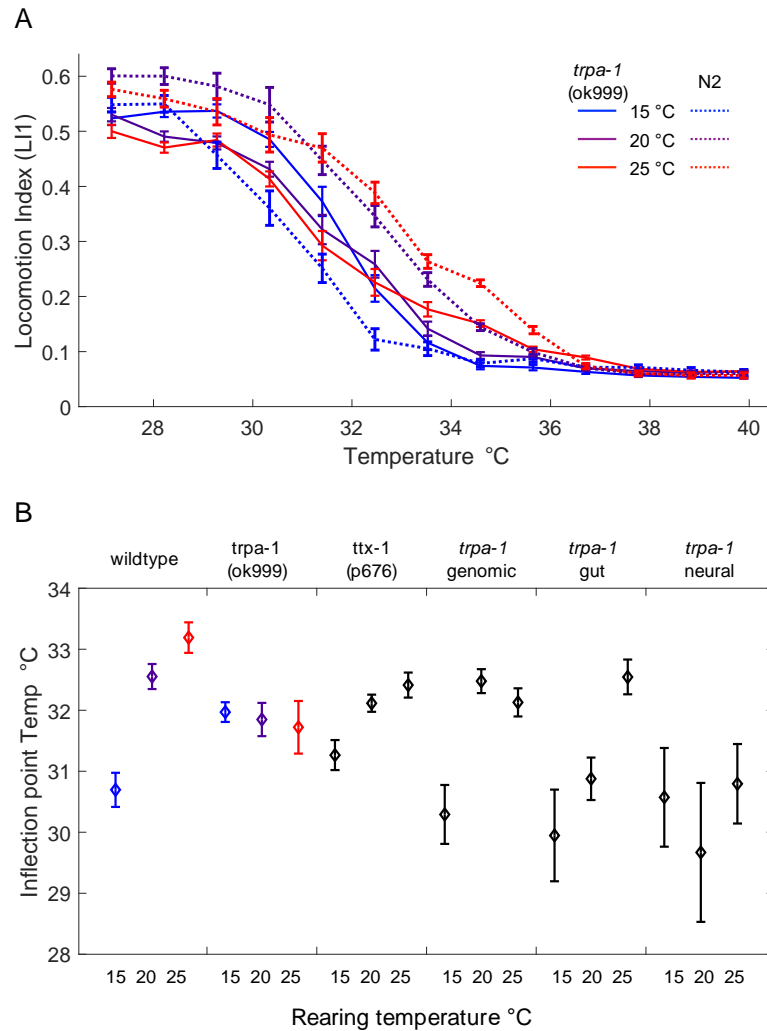 A
0.6
0.5
0.4
0.3
0.2
0.1
0
Locomotion Index (LI1)
28 30 32 34 36 38 40
Temperature °C
trpa-1 N2
(ok999)
15 °C
20 °C
25 °C
B
wildtype trpa-1 ttx-1 trpa-1 trpa-1 trpa-1
(ok999) (p676) genomic gut neural
34
33
32
31
30
29
28
Inflection point Temp °C
15 20 25 15 20 25 15 20 25 15 20 25 15 20 25 15 20 25
Rearing temperature °C